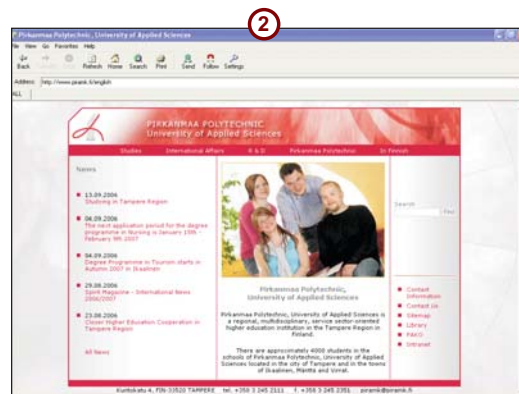 2
Pirkanmaa Polytechnic, University of Applied Sciences
File View Go Favorites Help
Back Refresh Home Search Print Send Follow Settings
Address http://www.piramk.fi/english
ALL
PIRKANMAA POLYTECHNIC
University of Applied Sciences
Studies International Affairs R & D Pirkanmaa Polytechnic In Finnish
News
13.09.2006
Studying in Tampere Region
04.09.2006
The next application period for the degree
programme in Nursing is January 15th -
February 9th 2007
04.09.2006
Degree Programme in Tourism starts in
Autumn 2007 in Ikaalinen
29.08.2006
Spirit Magazine - International News
2006/2007
23.08.2006
Closer Higher Education Cooperation in
Tampere Region
All News
Pirkanmaa Polytechnic,
University of Applied Sciences
Pirkanmaa Polytechnic, University of Applied Sciences is
a regional, multidisciplinary, service sector-oriented
higher education institution in the Tampere Region in
Finland.
There are approximately 4000 students in the
schools of Pirkanmaa Polytechnic, University of Applied
Sciences located in the city of Tampere and in the towns
of Ikaalinen, Mänttä and Virrat.
Search
Find
Contact
Information
Contact Us
Sitemap
Library
PAKO
Intranet
Kuntokatu 4, FIN-33520 TAMPERE tel. +358 3 245 2111 f. +358 3 245 2351 piramk@piramk.fi